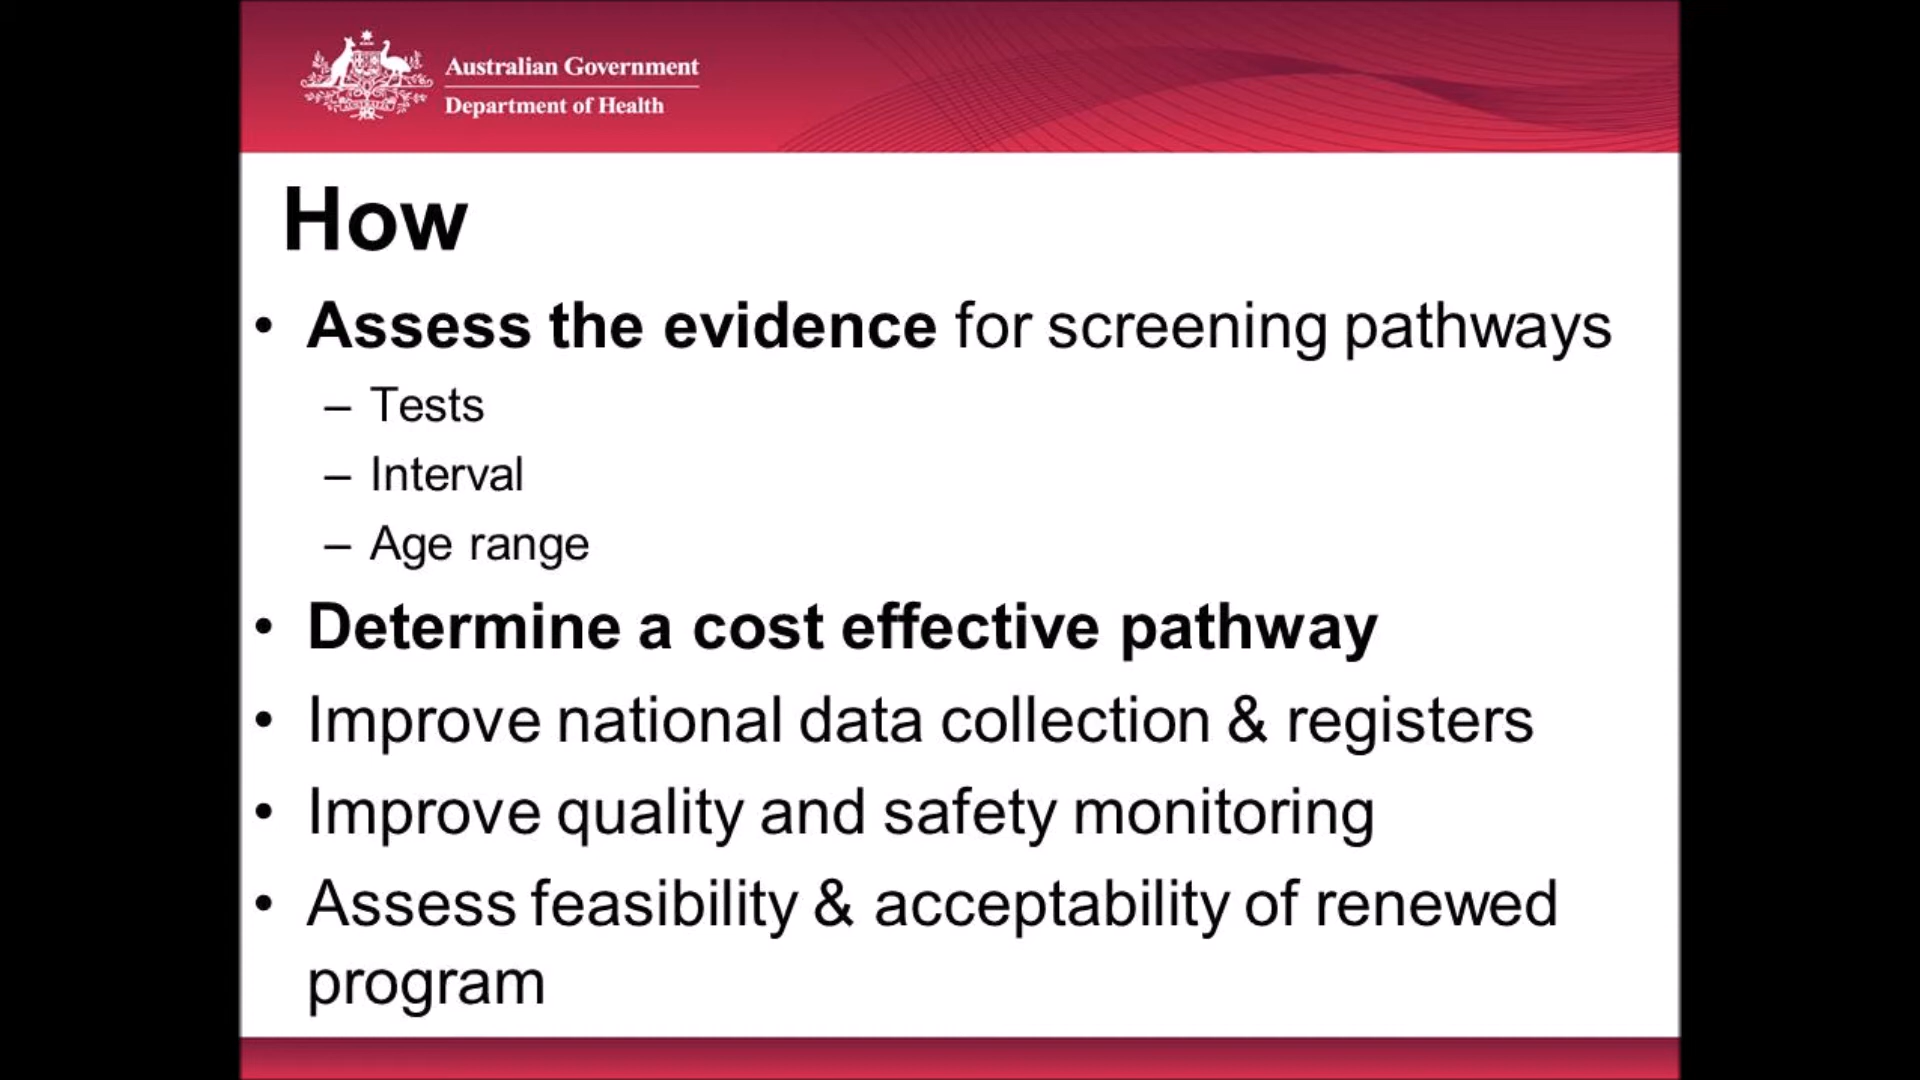 Australian Government
Department of Health
How
• Assess the evidence for screening pathways
– Tests
– Interval
– Age range
• Determine a cost effective pathway
• Improve national data collection & registers
• Improve quality and safety monitoring
• Assess feasibility & acceptability of renewed
program